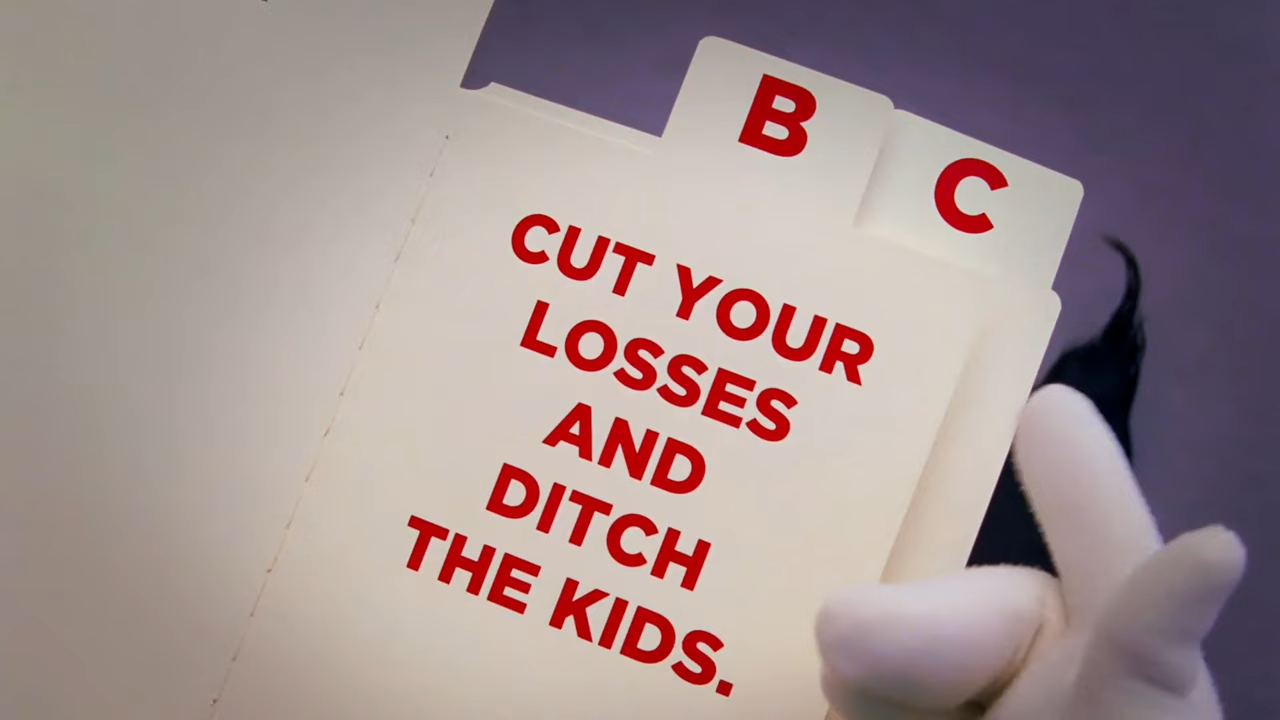 B
C
CUT YOUR
LOSSES
AND
DITCH
THE KIDS.